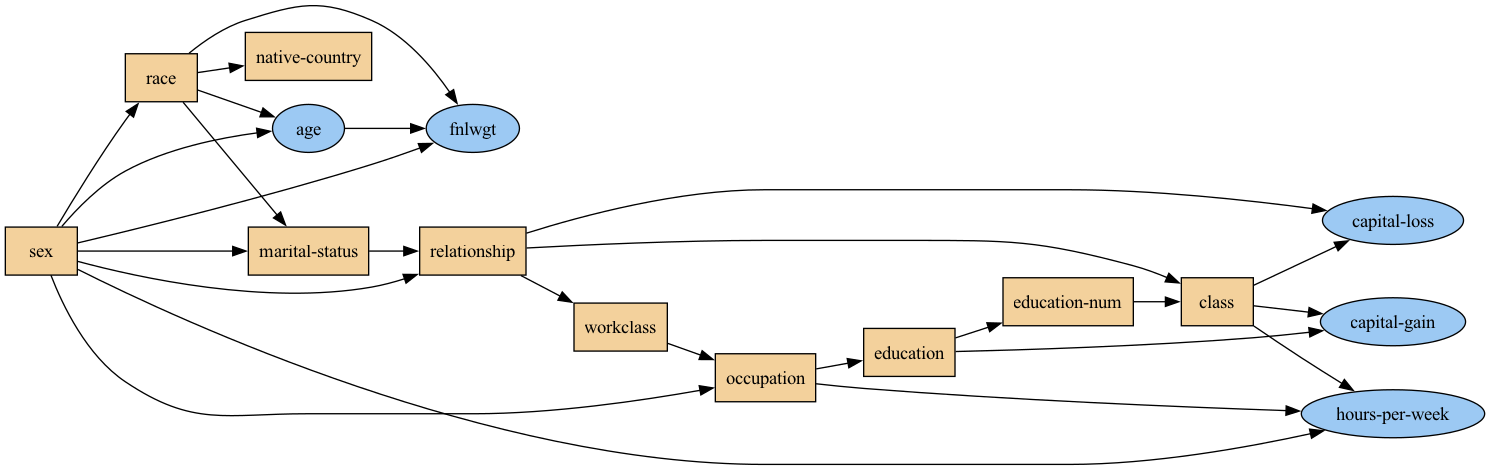 native-country
race
age
fnlwgt
capital-loss
sex
marital-status
relationship
education-num
class
workclass
capital-gain
education
occupation
hours-per-week